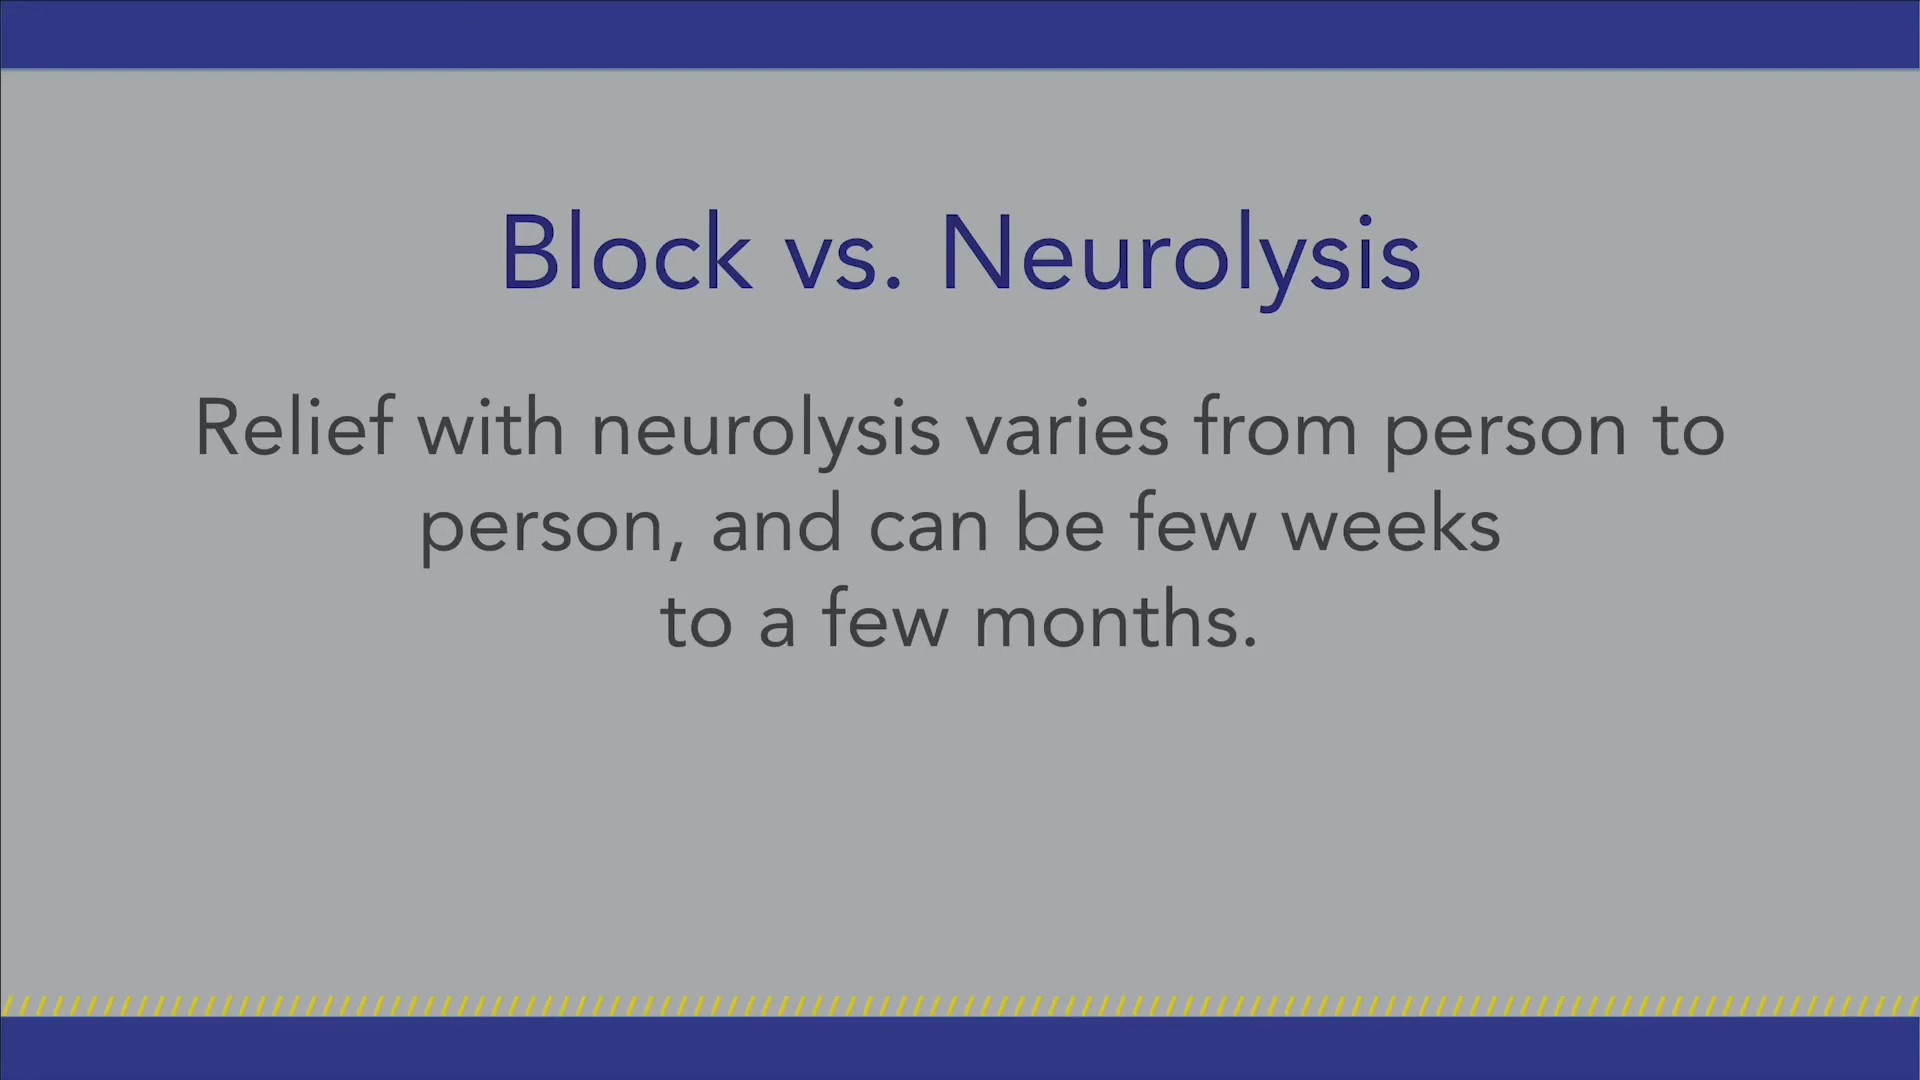 Block vs. Neurolysis
Relief with neurolysis varies from person to
person, and can be few weeks
to a few months.